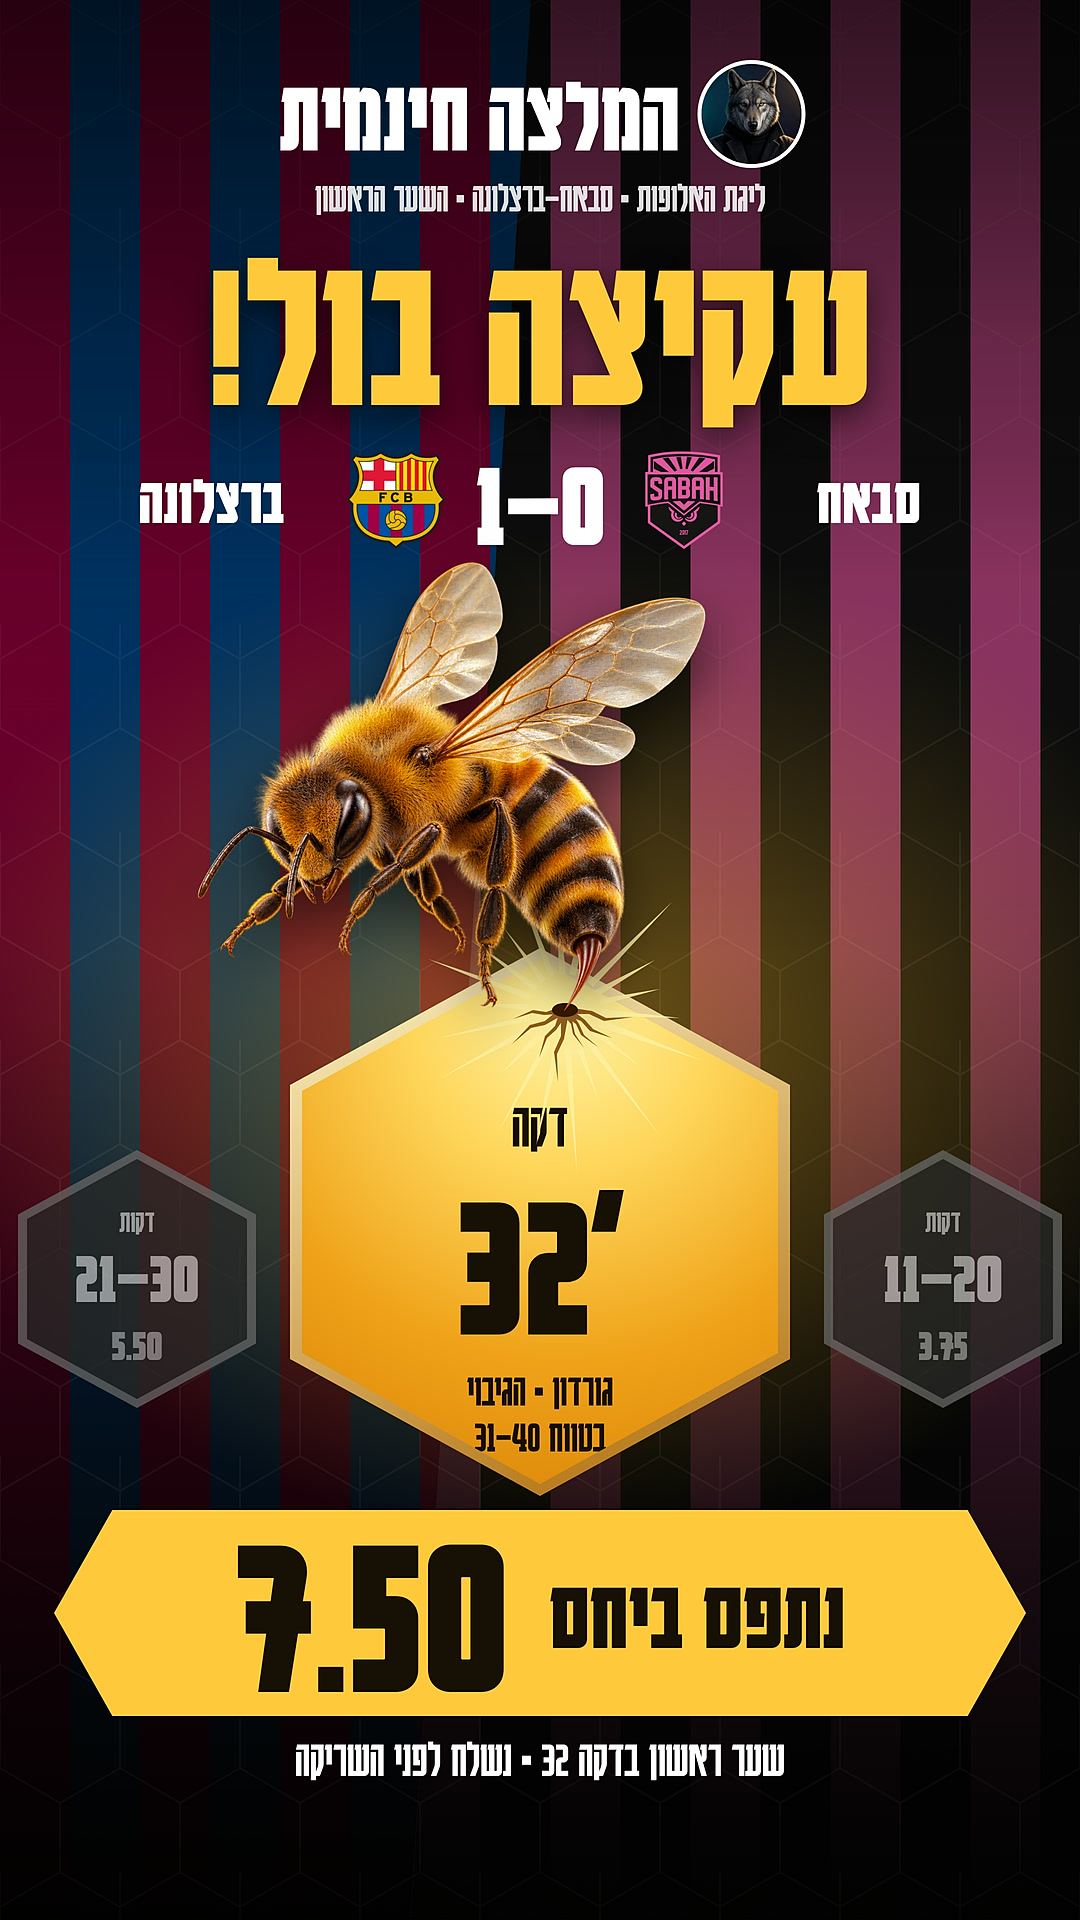 המלצה חינמית
ליגת האלופות ▪ סבאח–ברצלונה ▪ השער הראשון
עקיצה בול!
סבאח
SABAH
2017
1–0
FCB
ברצלונה
דקה
32׳
גורדון ▪ הגיבוי
בטווח 31–40
דקות
11–20
3.75
דקות
21–30
5.50
נתפס ביחס 7.50
שער ראשון בדקה 32 ▪ נשלח לפני השריקה